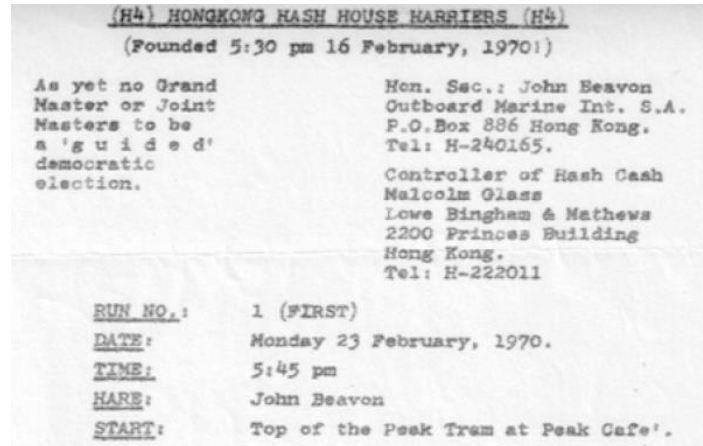 (H4) HONGKONG HASH HOUSE HARRIERS (H4)
(Founded 5:30 pm 16 February, 1970!)
As yet no Grand
Master or Joint
Masters to be
a 'g u i d e d'
democratic
election.
Hon. Sec.: John Beavon
Outboard Marine Int. S.A.
P.O.Box 886 Hong Kong.
Tel: H-240165.
Controller of Hash Cash
Malcolm Glass
Lowe Bingham & Mathews
2200 Princes Building
Hong Kong.
Tel: H-222011
RUN NO.: 1 (FIRST)
DATE: Monday 23 February, 1970.
TIME: 5:45 pm
HARE: John Beavon
START: Top of the Peak Tram at Peak Cafe'.